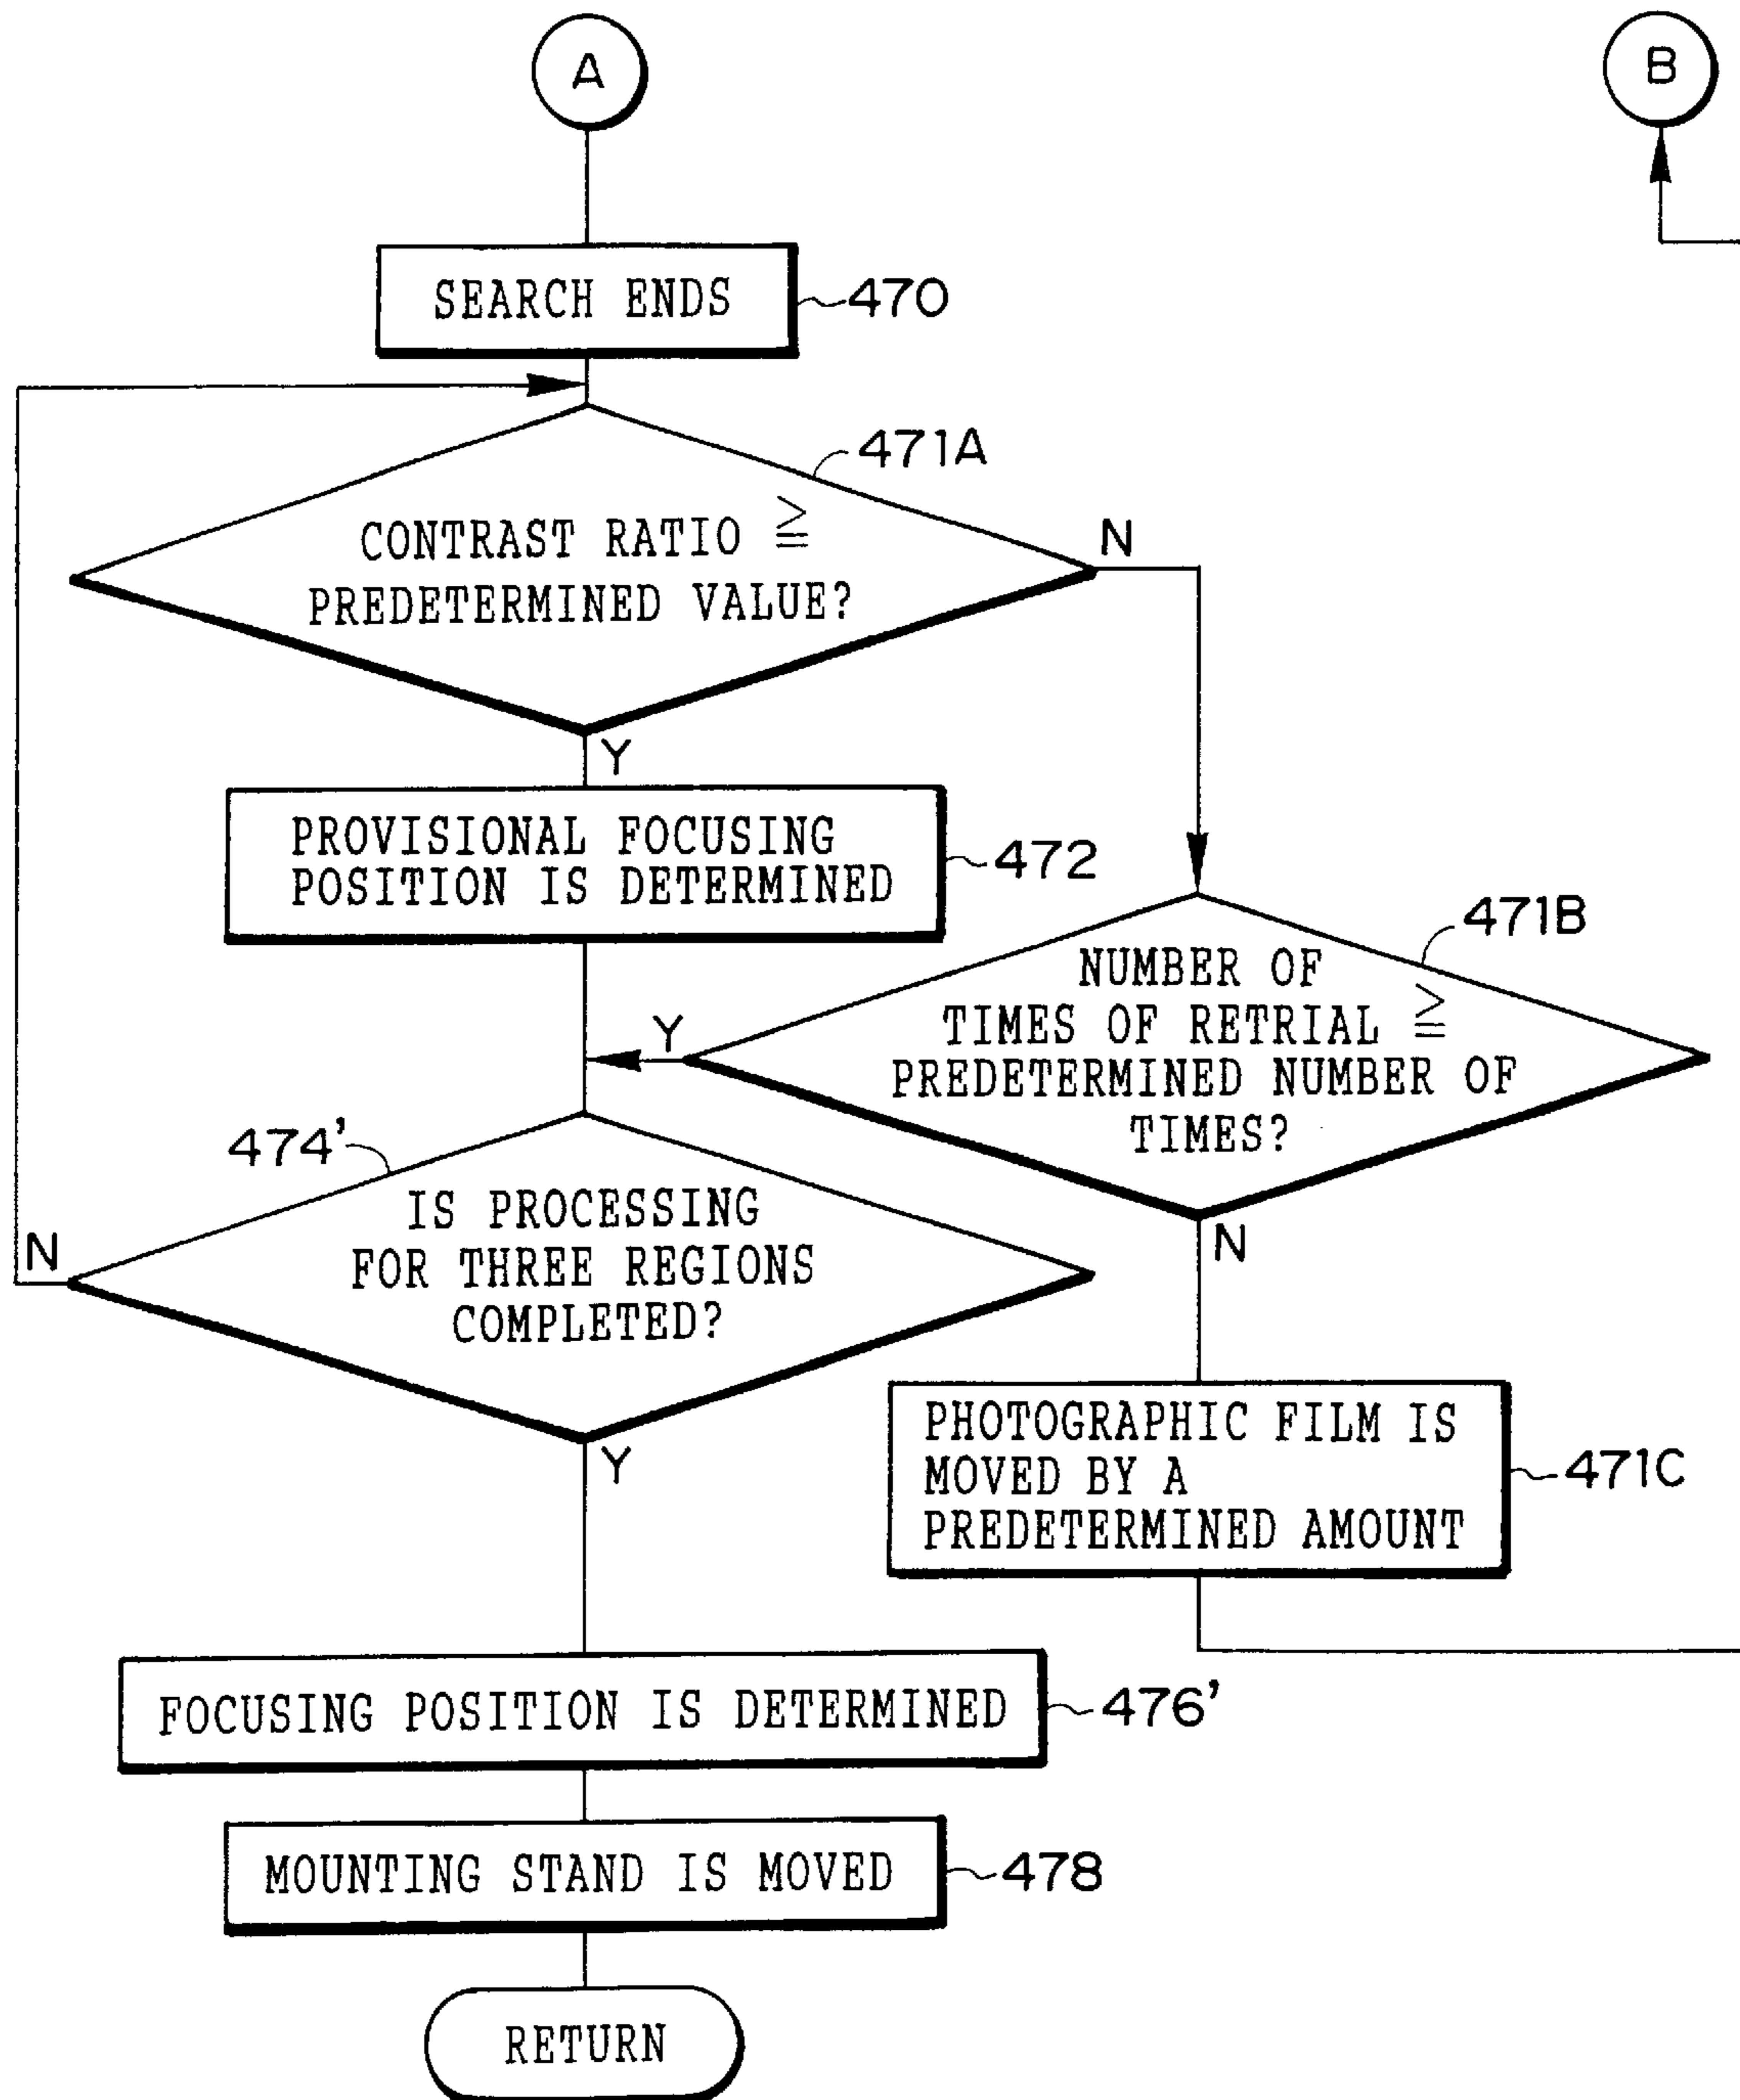 A
B
SEARCH ENDS
470
471A
CONTRAST RATIO ≧
PREDETERMINED VALUE?
N
Y
PROVISIONAL FOCUSING
POSITION IS DETERMINED
472
471B
NUMBER OF
TIMES OF RETRIAL ≧
PREDETERMINED NUMBER OF
TIMES?
Y
N
474'
IS PROCESSING
FOR THREE REGIONS
COMPLETED?
N
Y
PHOTOGRAPHIC FILM IS
MOVED BY A
PREDETERMINED AMOUNT
471C
FOCUSING POSITION IS DETERMINED
476'
MOUNTING STAND IS MOVED
478
RETURN